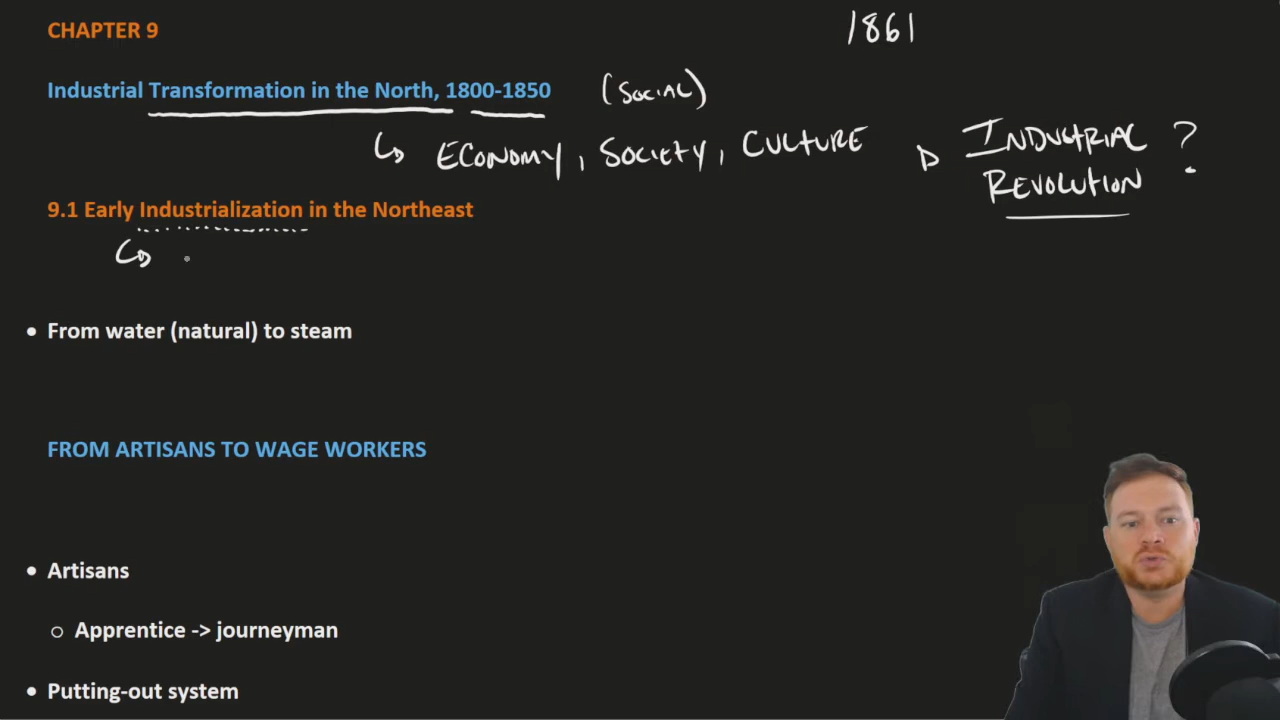 CHAPTER 9
1861
Industrial Transformation in the North, 1800-1850 (SOCIAL)
ECONOMY, SOCIETY, CULTURE
INDUSTRIAL ?
REVOLUTION
9.1 Early Industrialization in the Northeast
• From water (natural) to steam
FROM ARTISANS TO WAGE WORKERS
• Artisans
○ Apprentice -> journeyman
• Putting-out system